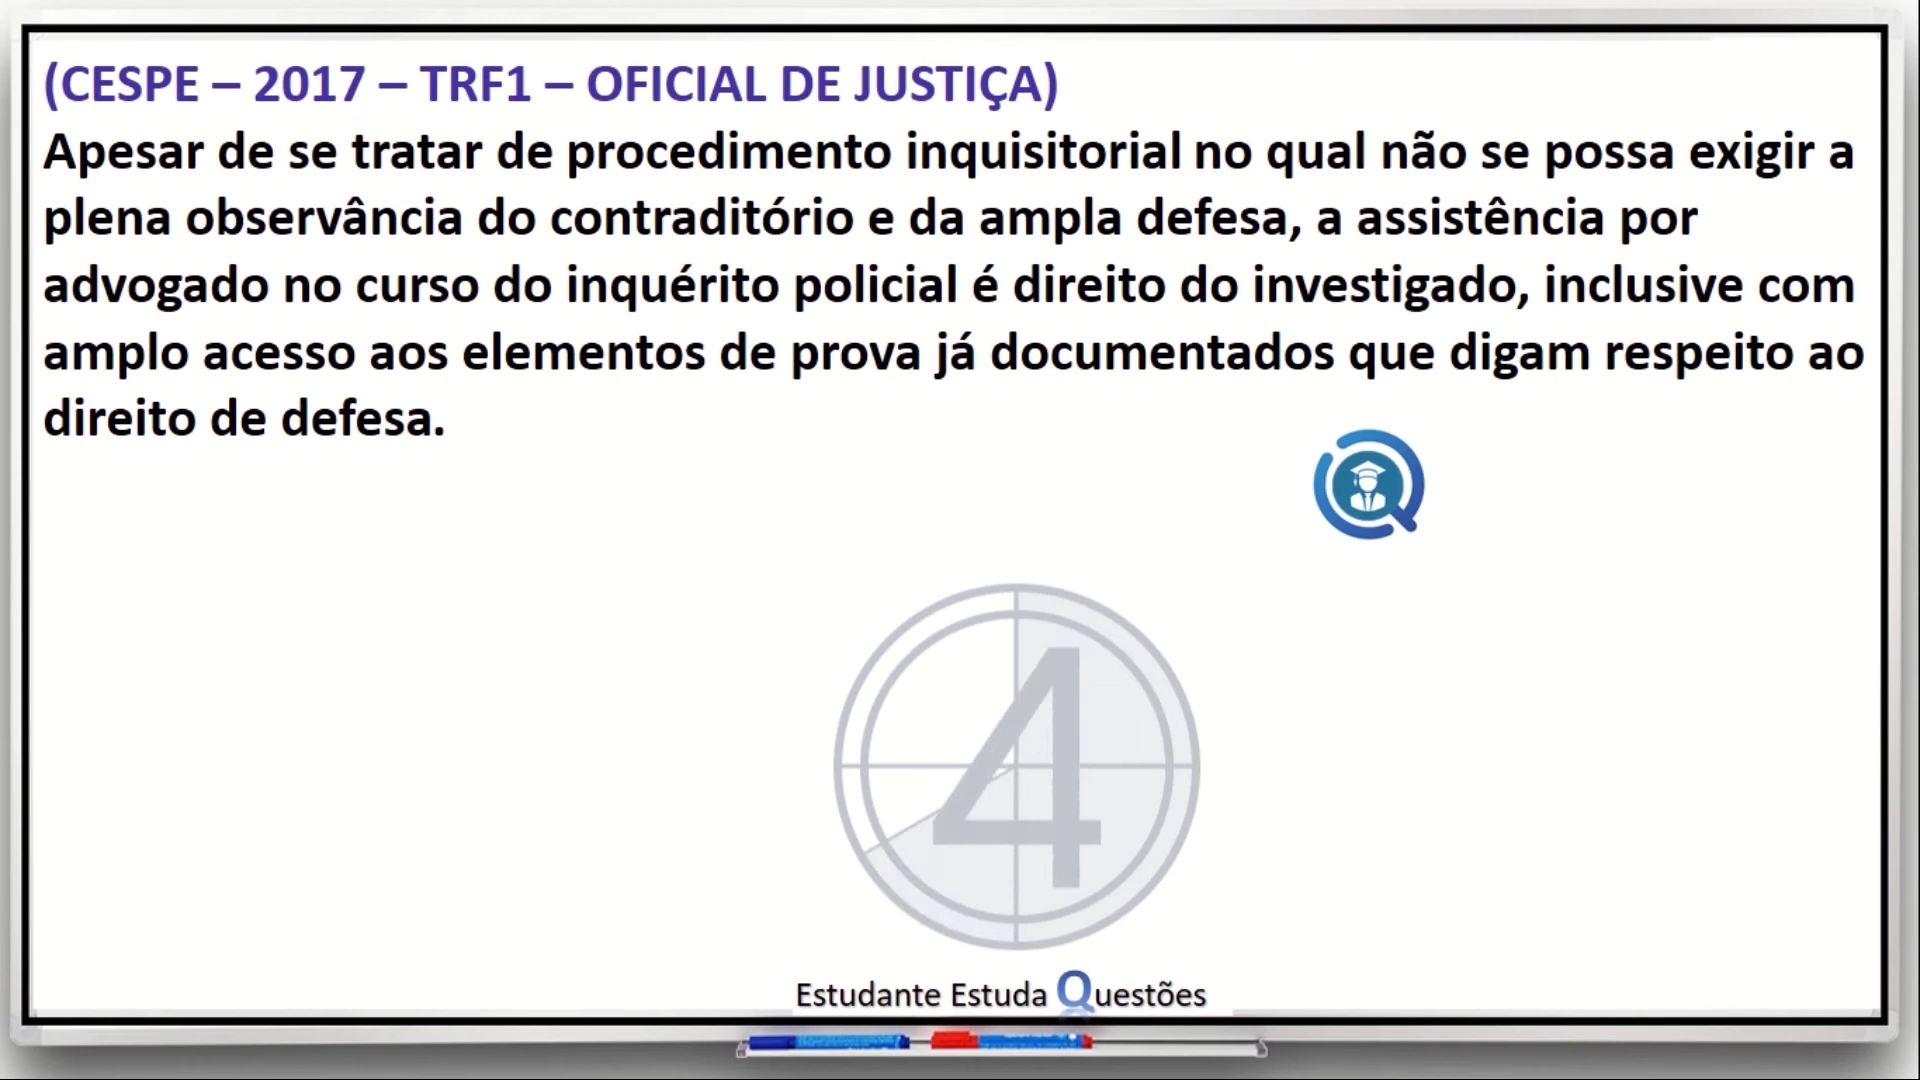 (CESPE – 2017 – TRF1 – OFICIAL DE JUSTIÇA)
Apesar de se tratar de procedimento inquisitorial no qual não se possa exigir a
plena observância do contraditório e da ampla defesa, a assistência por
advogado no curso do inquérito policial é direito do investigado, inclusive com
amplo acesso aos elementos de prova já documentados que digam respeito ao
direito de defesa.
4
Estudante Estuda Questões